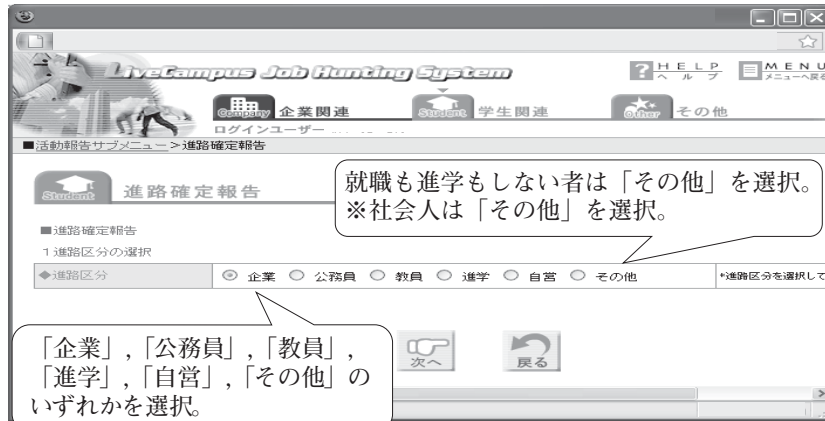 LiveCampus Job Hunting System
HELP
ヘルプ
MENU
メニューへ戻る
Company 企業関連
Student 学生関連
Other その他
ログインユーザー
■活動報告サブメニュー>進路確定報告
Student 進路確定報告
就職も進学もしない者は「その他」を選択。
※社会人は「その他」を選択。
■進路確定報告
1進路区分の選択
◆進路区分 企業 公務員 教員 進学 自営 その他 *進路区分を選択して
「企業」,「公務員」,「教員」,
「進学」,「自営」,「その他」の
いずれかを選択。
次へ
戻る